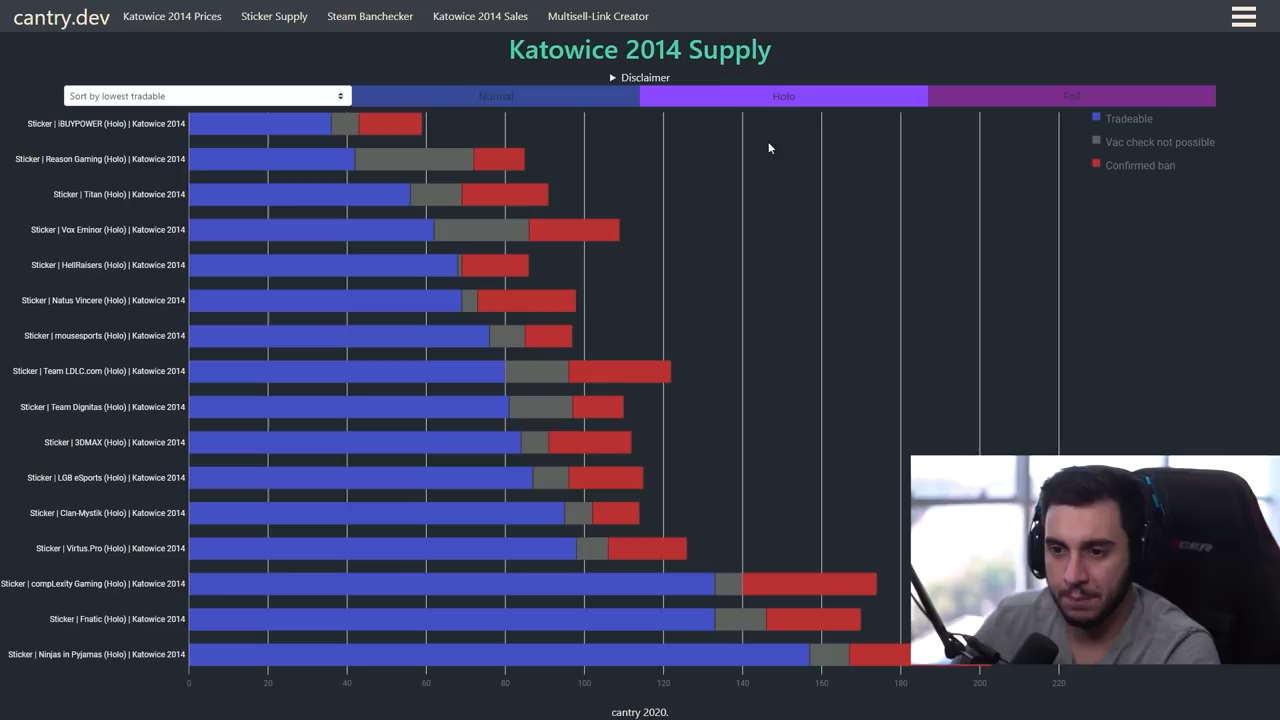 cantry.dev Katowice 2014 Prices Sticker Supply Steam Banchecker Katowice 2014 Sales Multisell-Link Creator
Katowice 2014 Supply
▶ Disclaimer
Sort by lowest tradable Normal Holo Foil
Tradeable
Vac check not possible
Confirmed ban
Sticker | iBUYPOWER (Holo) | Katowice 2014
Sticker | Reason Gaming (Holo) | Katowice 2014
Sticker | Titan (Holo) | Katowice 2014
Sticker | Vox Eminor (Holo) | Katowice 2014
Sticker | HellRaisers (Holo) | Katowice 2014
Sticker | Natus Vincere (Holo) | Katowice 2014
Sticker | mousesports (Holo) | Katowice 2014
Sticker | Team LDLC.com (Holo) | Katowice 2014
Sticker | Team Dignitas (Holo) | Katowice 2014
Sticker | 3DMAX (Holo) | Katowice 2014
Sticker | LGB eSports (Holo) | Katowice 2014
Sticker | Clan-Mystik (Holo) | Katowice 2014
Sticker | Virtus.Pro (Holo) | Katowice 2014
Sticker | compLexity Gaming (Holo) | Katowice 2014
Sticker | Fnatic (Holo) | Katowice 2014
Sticker | Ninjas in Pyjamas (Holo) | Katowice 2014
0 20 40 60 80 100 120 140 160 180 200 220
cantry 2020.